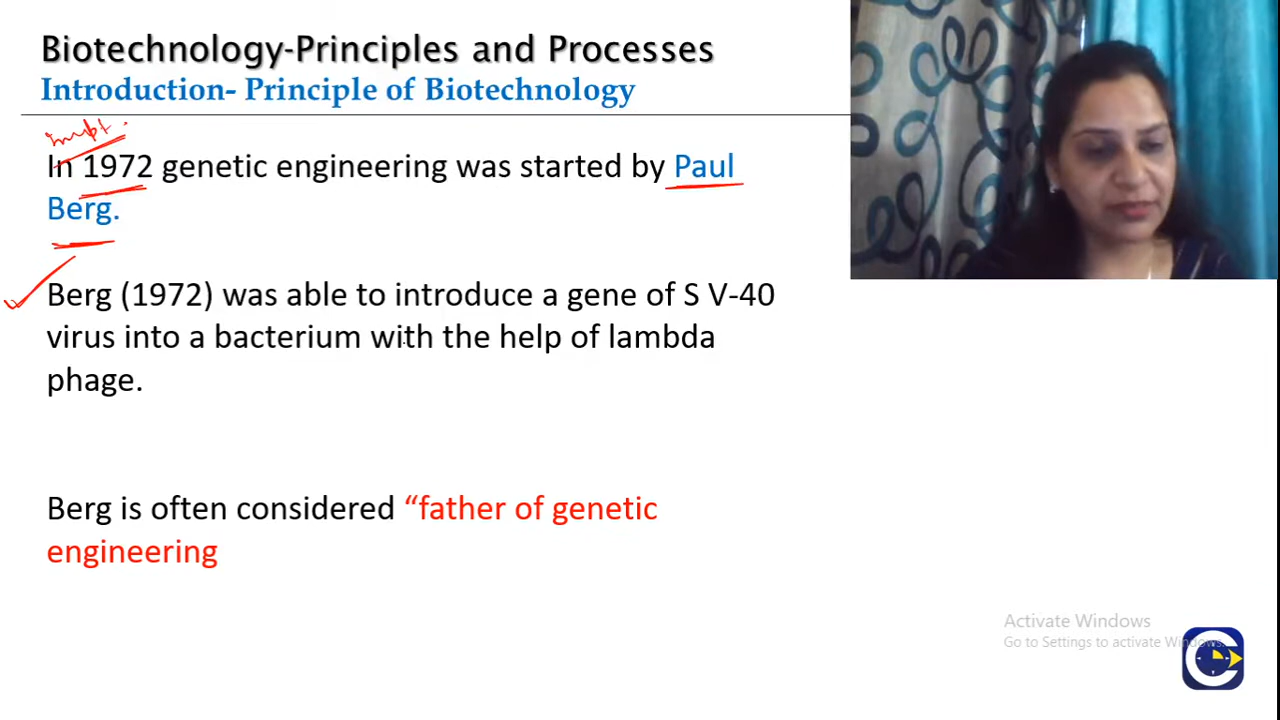 Biotechnology-Principles and Processes
Introduction- Principle of Biotechnology
impt.
In 1972 genetic engineering was started by Paul
Berg.
Berg (1972) was able to introduce a gene of S V-40
virus into a bacterium with the help of lambda
phage.
Berg is often considered “father of genetic
engineering
Activate Windows
Go to Settings to activate Windows.